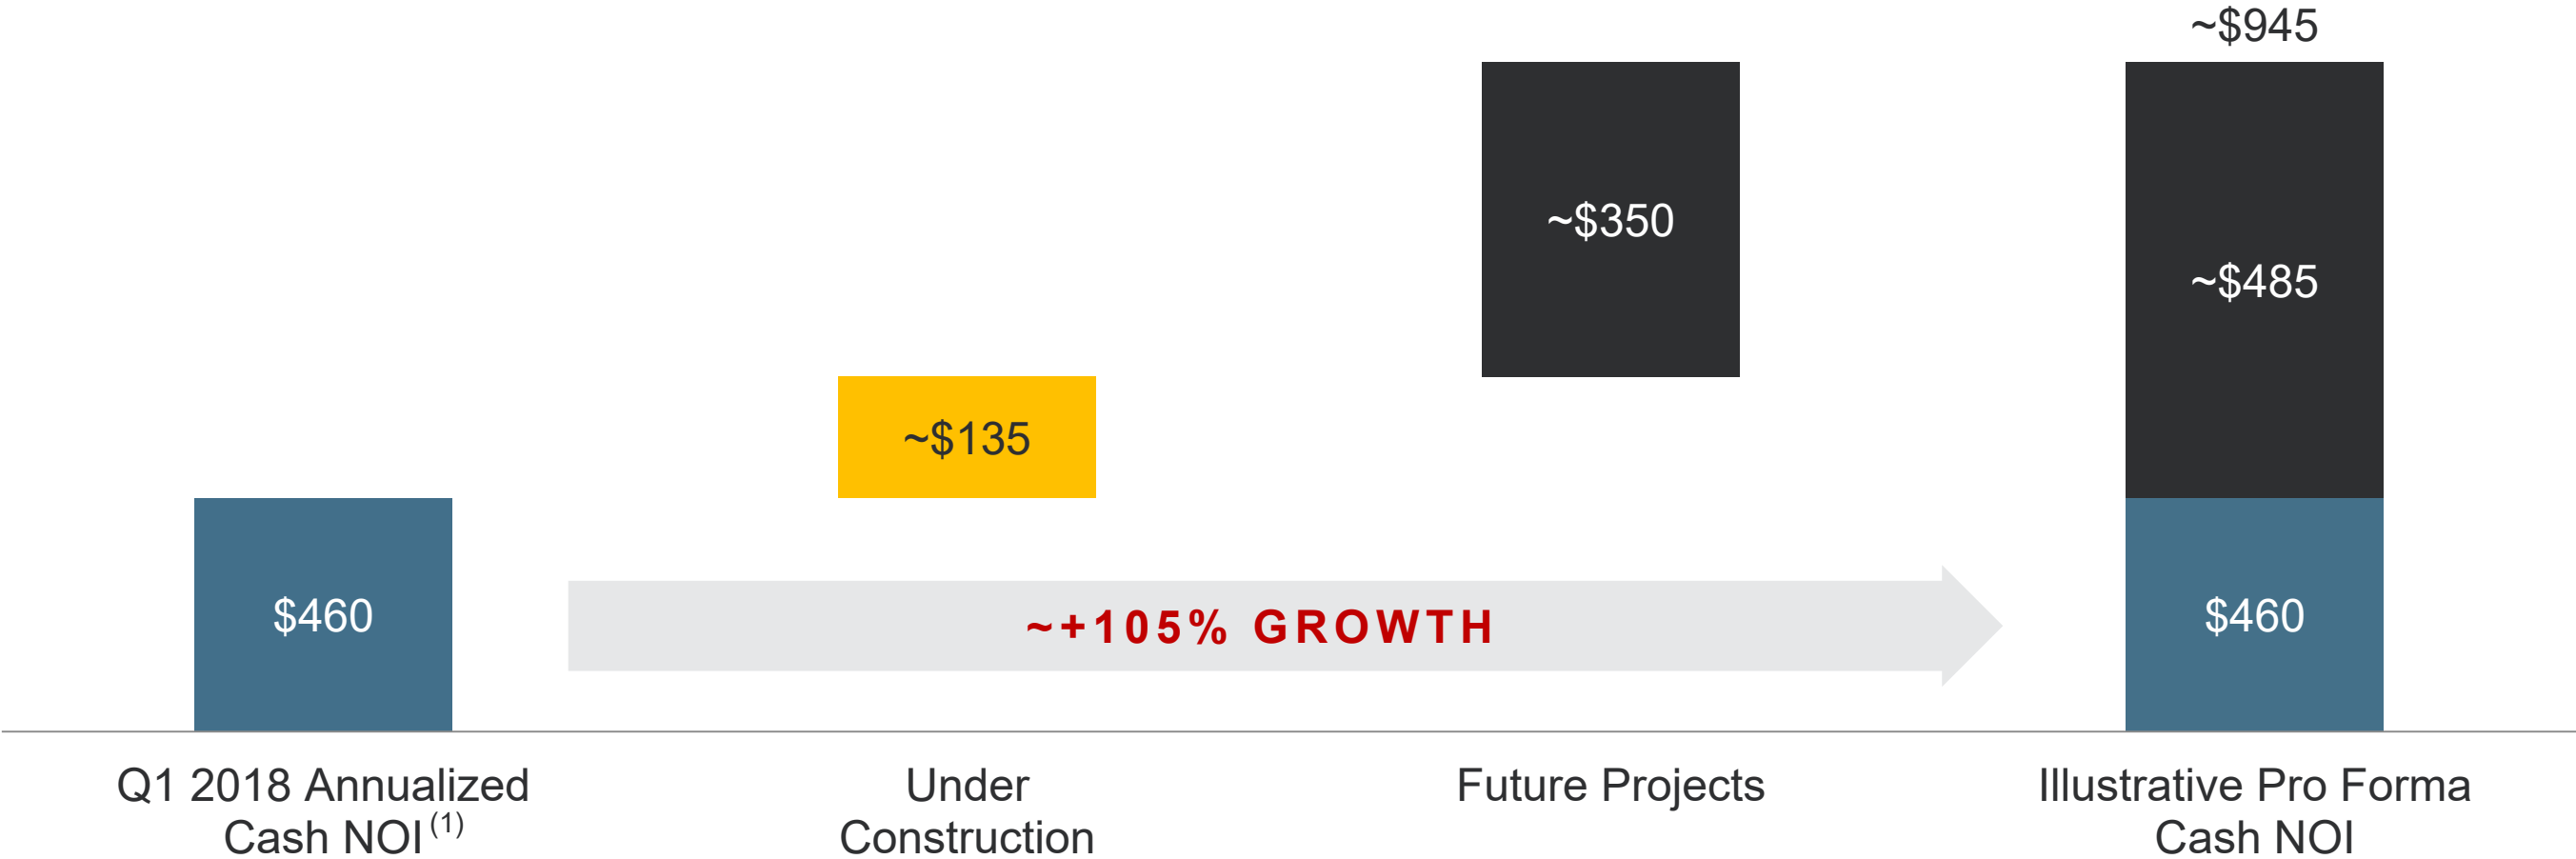 ~$945
~$350
~$485
~$135
$460
~+105% GROWTH
$460
Q1 2018 Annualized
Cash NOI (1)
Under
Construction
Future Projects
Illustrative Pro Forma
Cash NOI